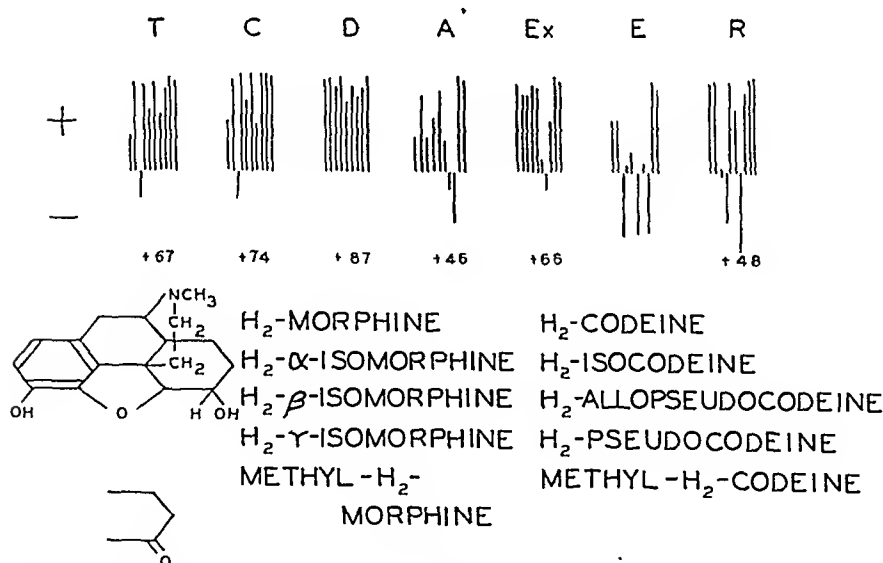 T C D A' Ex E R
+
−
+67 +74 +87 +46 +66 +48
NCH₃
CH₂
CH₂
OH
O
H OH
H₂-MORPHINE H₂-CODEINE
H₂-α-ISOMORPHINE H₂-ISOCODEINE
H₂-β-ISOMORPHINE H₂-ALLOPSEUDOCODEINE
H₂-γ-ISOMORPHINE H₂-PSEUDOCODEINE
METHYL-H₂- METHYL-H₂-CODEINE
MORPHINE
O